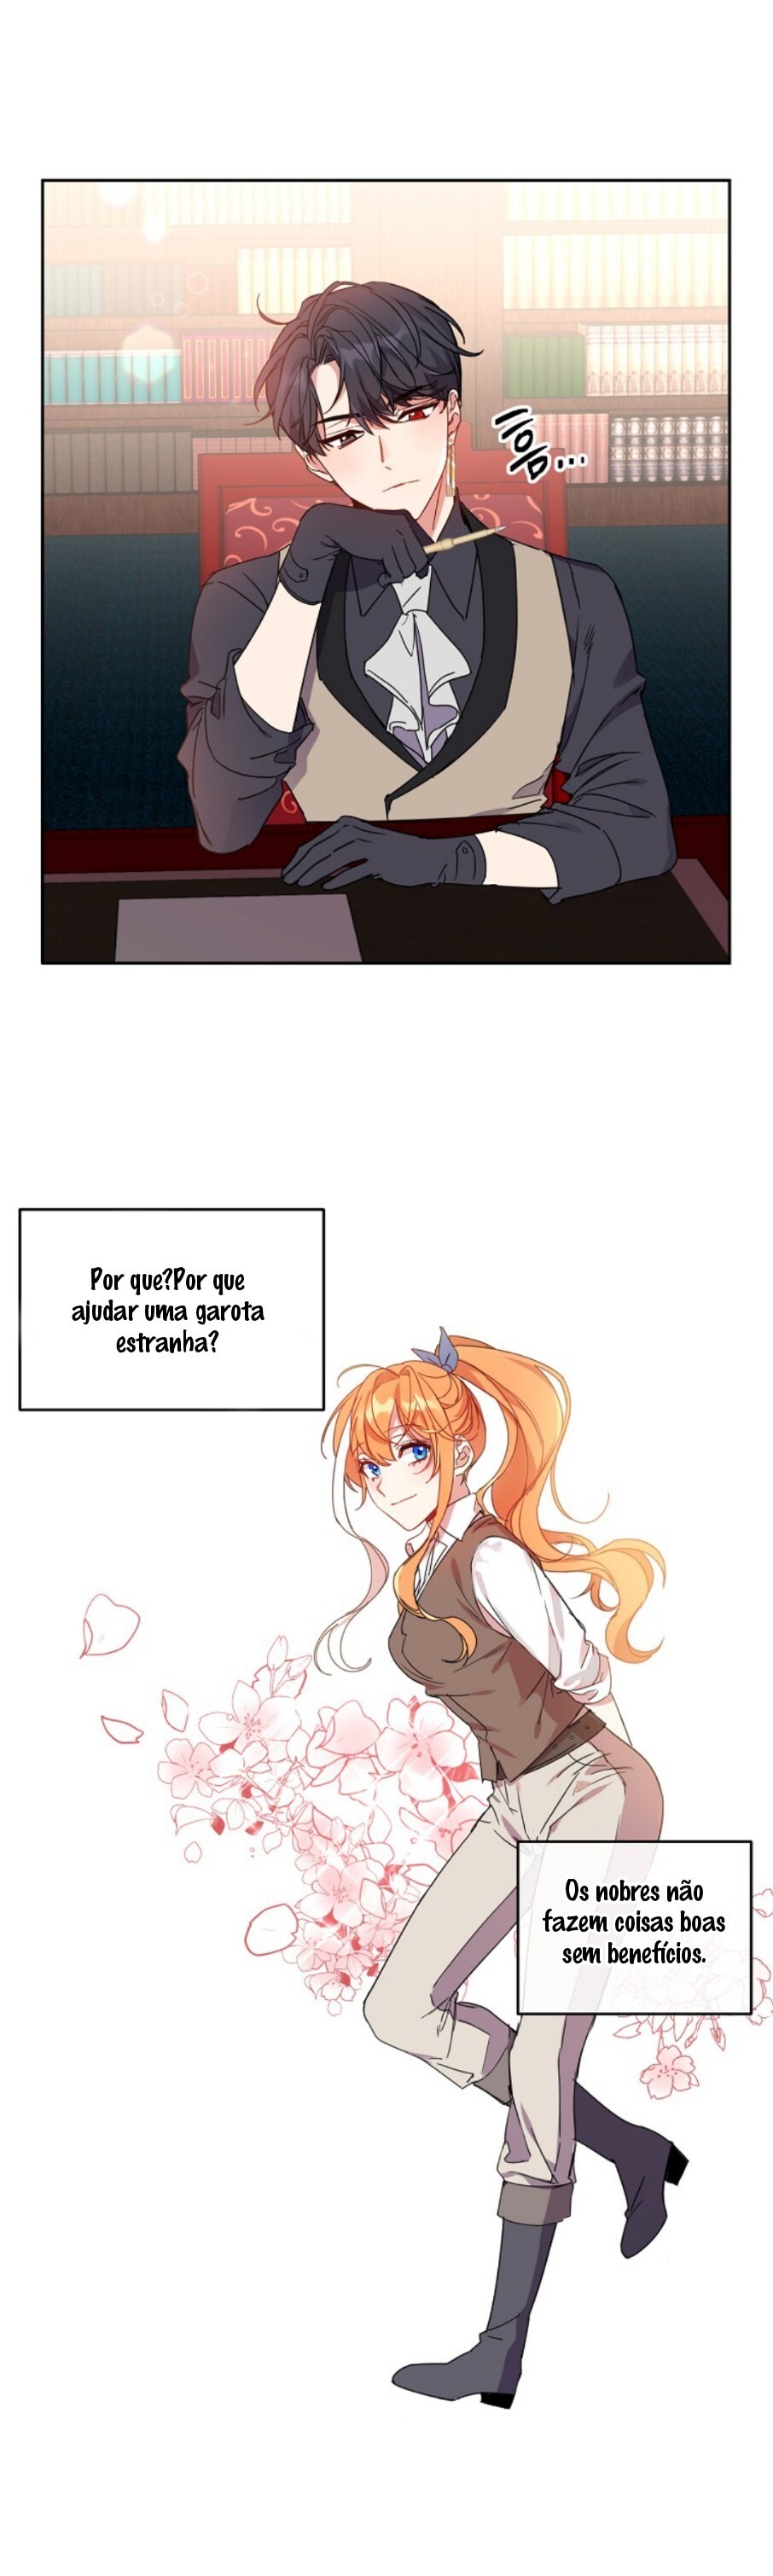 흐음...
Por que?Por que
ajudar uma garota
estranha?
Os nobres não
fazem coisas boas
sem benefícios.